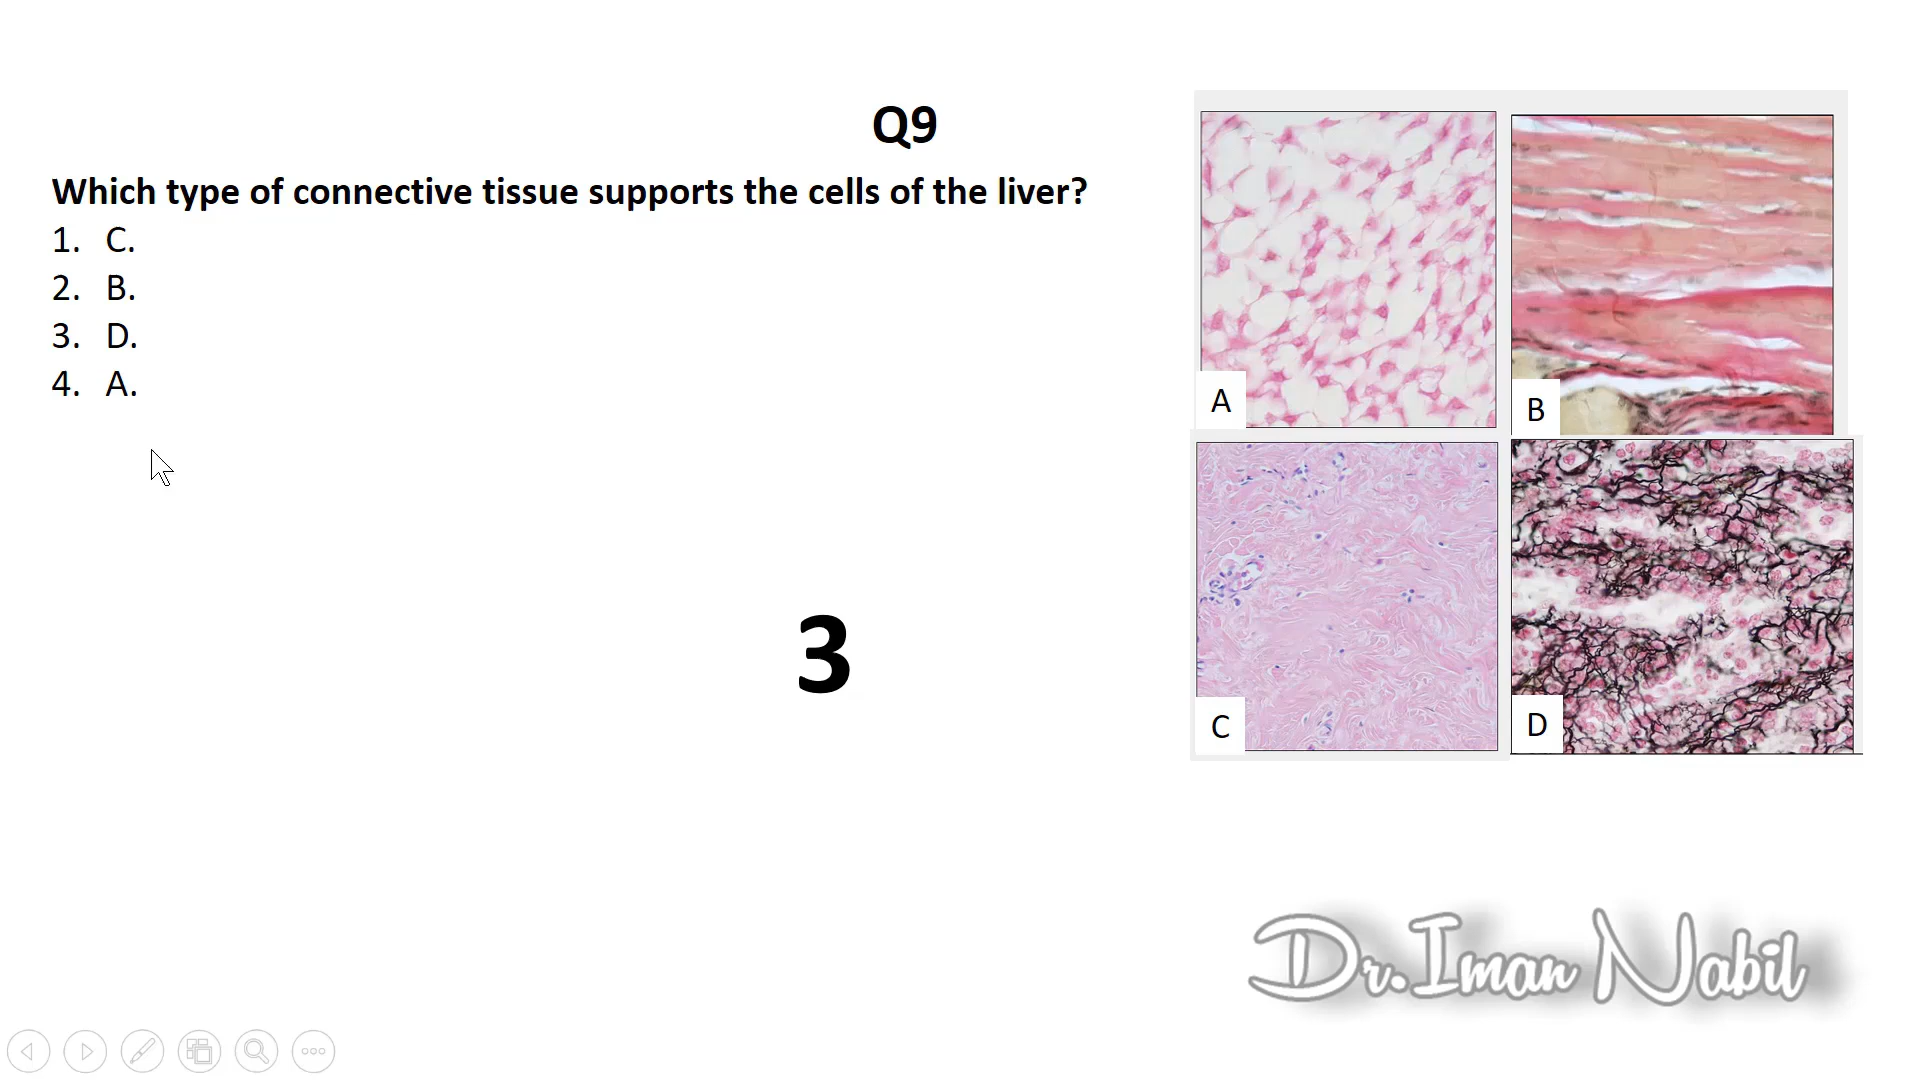 Q9
Which type of connective tissue supports the cells of the liver?
1. C.
2. B.
3. D.
4. A.
3
A
B
C
D
Dr.Iman Nabil